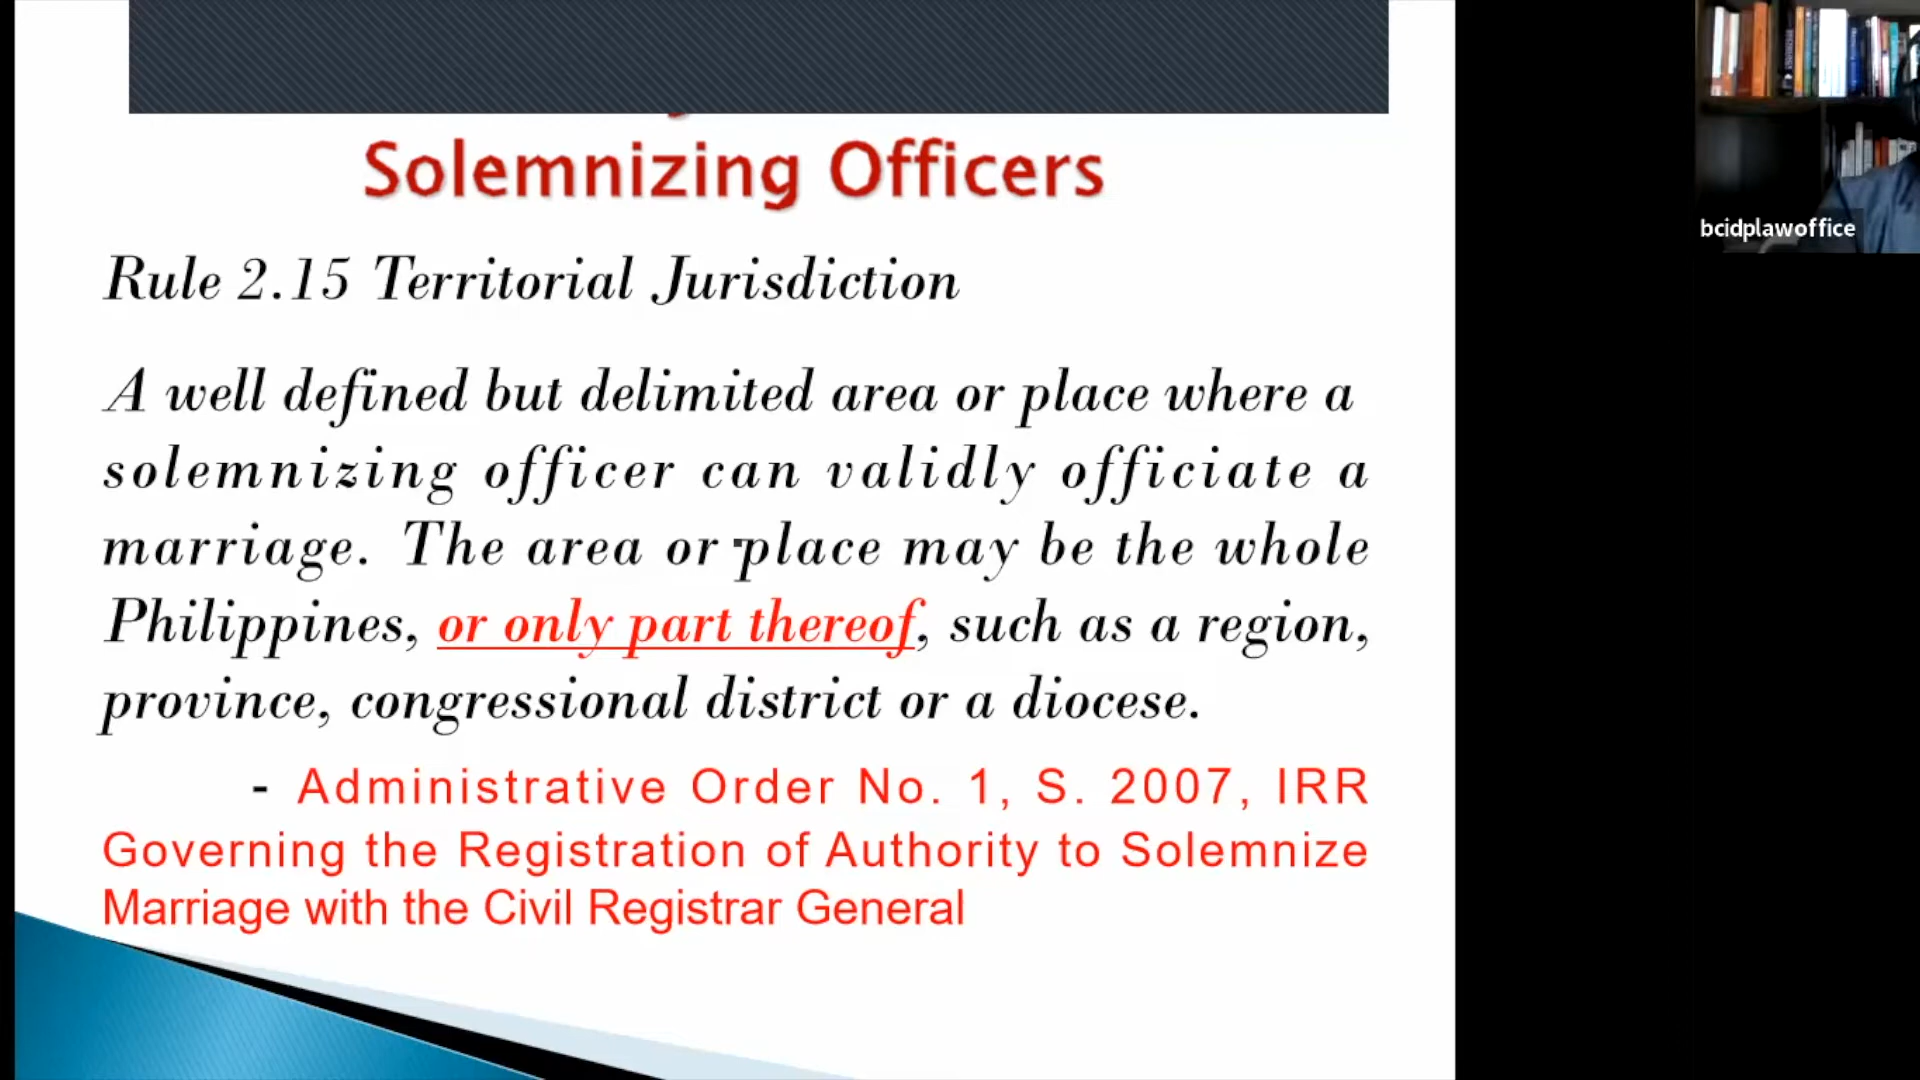 Solemnizing Officers
Rule 2.15 Territorial Jurisdiction
A well defined but delimited area or place where a
solemnizing officer can validly officiate a
marriage. The area or place may be the whole
Philippines, or only part thereof, such as a region,
province, congressional district or a diocese.
- Administrative Order No. 1, S. 2007, IRR
Governing the Registration of Authority to Solemnize
Marriage with the Civil Registrar General
bcidplawoffice